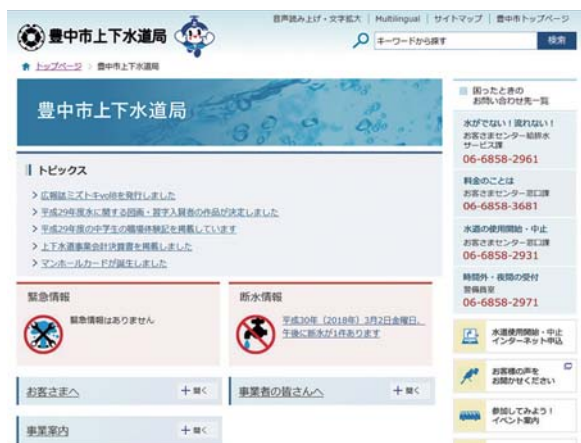 音声読み上げ・文字拡大 | Multilingual | サイトマップ | 豊中市トップページ
豊中市上下水道局
キーワードから探す
検索
トップページ > 豊中市上下水道局
豊中市上下水道局
トピックス
広報誌ミズトキvol8を発行しました
平成29年度水に関する図画・習字入賞者の作品が決定しました
平成29年度の中学生の職場体験記を掲載しています
上下水道事業会計決算書を掲載しました
マンホールカードが誕生しました
緊急情報
緊急情報はありません
断水情報
平成30年（2018年）3月2日金曜日、
午後に断水が1件あります
お客さまへ
＋開く
事業者の皆さんへ
＋開く
事業案内
＋開く
困ったときの
お問い合わせ先一覧
水がでない！流れない！
お客さまセンター給排水
サービス課
06-6858-2961
料金のことは
お客さまセンター窓口課
06-6858-3681
水道の使用開始・中止
お客さまセンター窓口課
06-6858-2931
時間外・夜間の受付
警備員室
06-6858-2971
水道使用開始・中止
インターネット申込
お客様の声を
お聞かせください
参加してみよう！
イベント案内